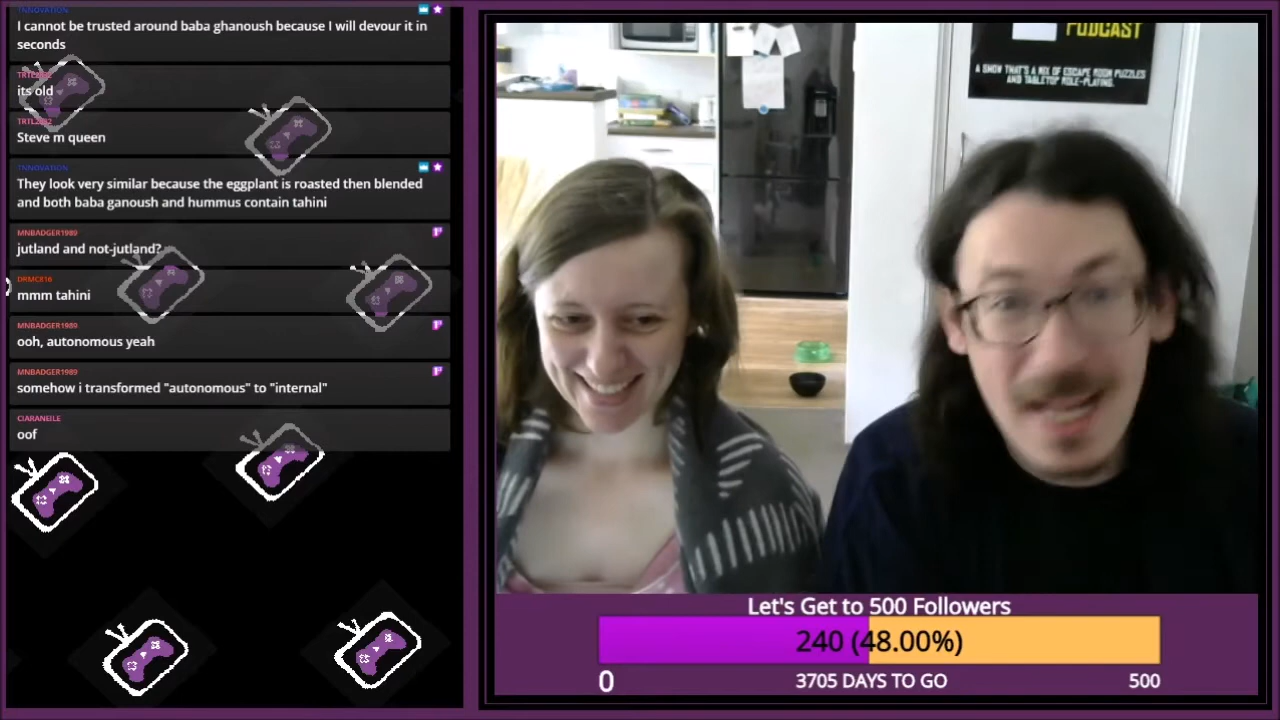 TNNOVATION
I cannot be trusted around baba ghanoush because I will devour it in
seconds
its old
Steve m queen
TNNOVATION
They look very similar because the eggplant is roasted then blended
and both baba ganoush and hummus contain tahini
MNBADGER1989
jutland and not-jutland?
DRMCR16
mmm tahini
MNBADGER1989
ooh, autonomous yeah
MNBADGER1989
somehow i transformed "autonomous" to "internal"
CIARANEILE
oof
PODCAST
A SHOW THAT'S A MIX OF ESCAPE ROOM PUZZLES
AND TABLETOP ROLE-PLAYING.
Let's Get to 500 Followers
240 (48.00%)
0 3705 DAYS TO GO 500